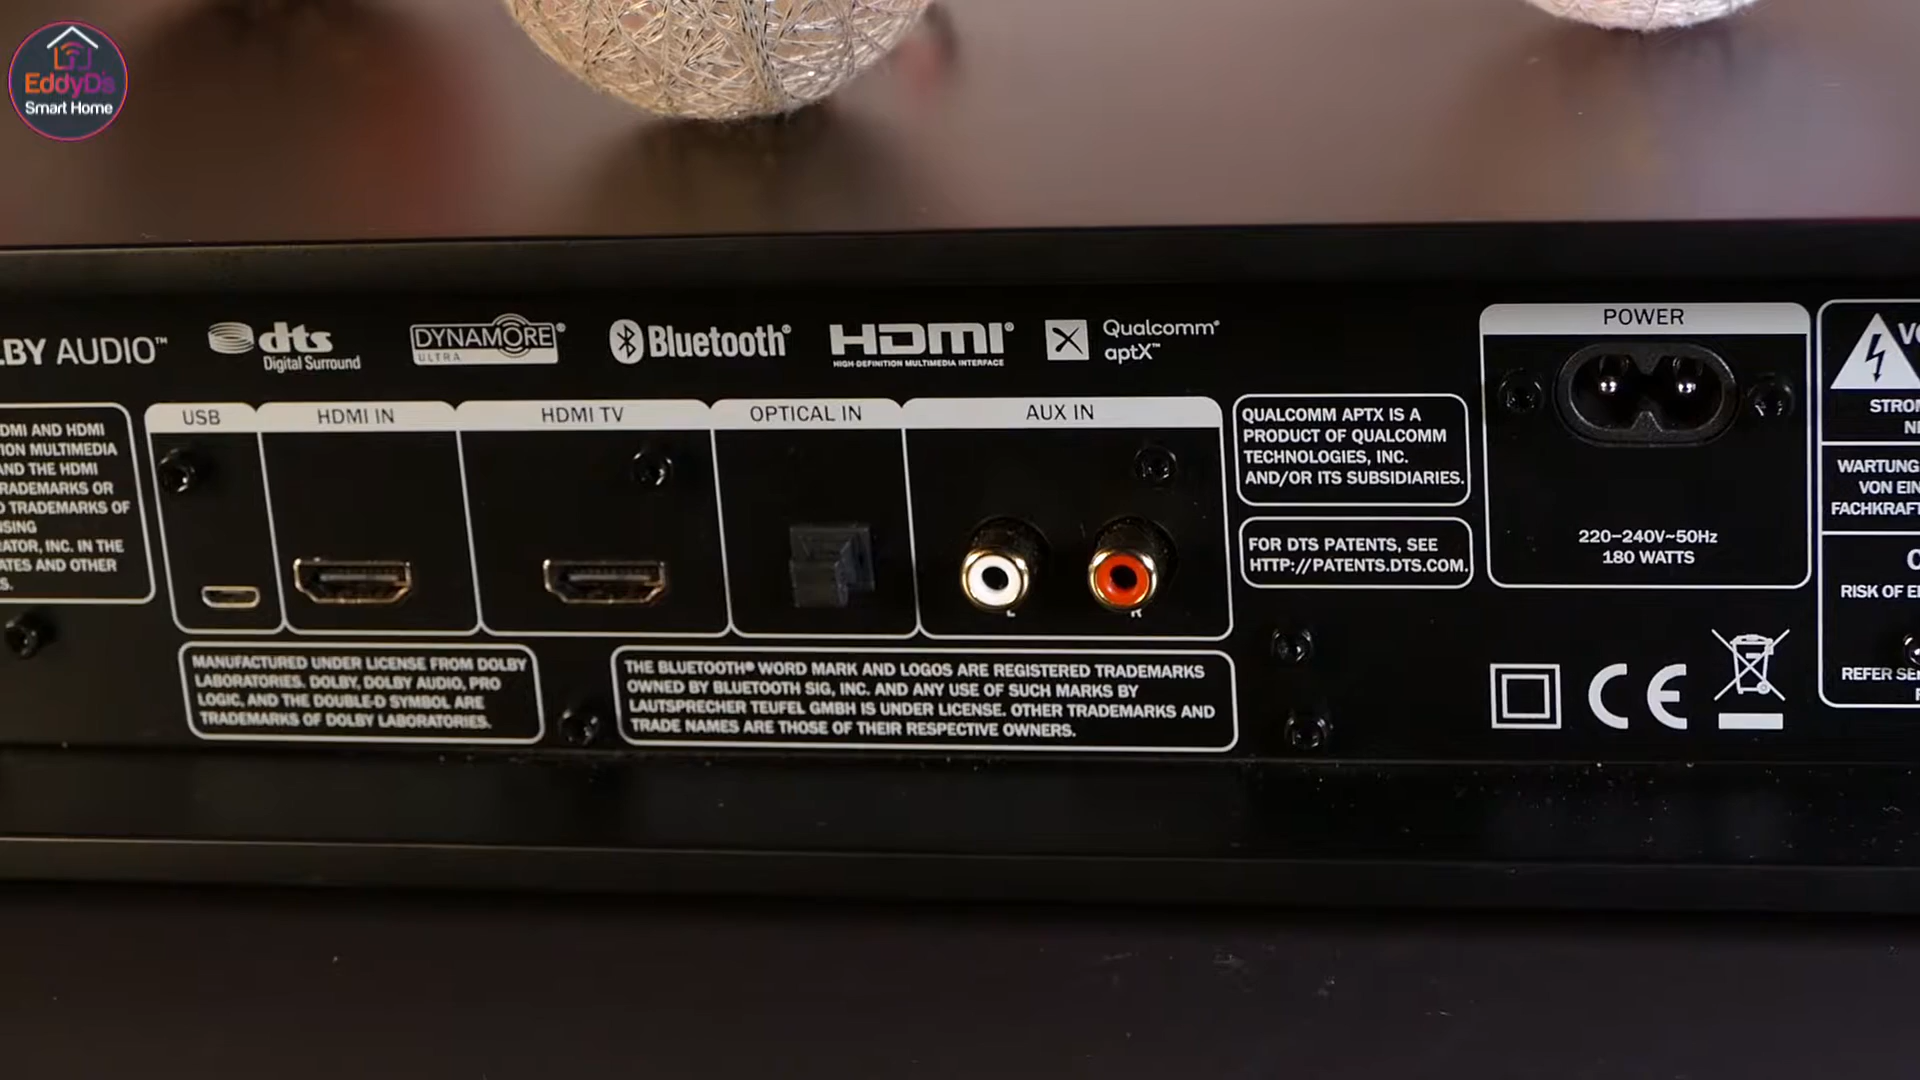 EddyD's
Smart Home
LBY AUDIO™
dts
Digital Surround
DYNAMORE®
ULTRA
Bluetooth®
HDMI®
HIGH-DEFINITION MULTIMEDIA INTERFACE
Qualcomm®
aptX™
DMI AND HDMI
ION MULTIMEDIA
AND THE HDMI
RADEMARKS OR
D TRADEMARKS OF
NSING
RATOR, INC. IN THE
ATES AND OTHER
S.
USB
HDMI IN
HDMI TV
OPTICAL IN
AUX IN
L
R
QUALCOMM APTX IS A
PRODUCT OF QUALCOMM
TECHNOLOGIES, INC.
AND/OR ITS SUBSIDIARIES.
FOR DTS PATENTS, SEE
HTTP://PATENTS.DTS.COM.
MANUFACTURED UNDER LICENSE FROM DOLBY
LABORATORIES. DOLBY, DOLBY AUDIO, PRO
LOGIC, AND THE DOUBLE-D SYMBOL ARE
TRADEMARKS OF DOLBY LABORATORIES.
THE BLUETOOTH® WORD MARK AND LOGOS ARE REGISTERED TRADEMARKS
OWNED BY BLUETOOTH SIG, INC. AND ANY USE OF SUCH MARKS BY
LAUTSPRECHER TEUFEL GMBH IS UNDER LICENSE. OTHER TRADEMARKS AND
TRADE NAMES ARE THOSE OF THEIR RESPECTIVE OWNERS.
POWER
220-240V~50Hz
180 WATTS
CE
VO
STROM
NE
WARTUNG
VON EIN
FACHKRAFT
RISK OF EL
REFER SE